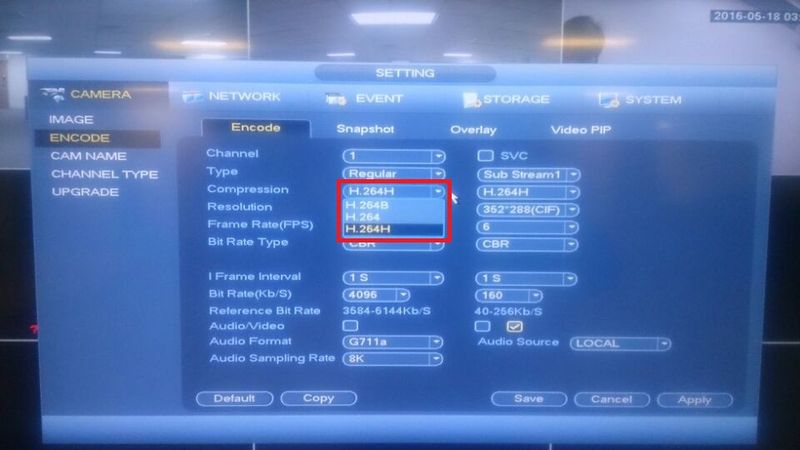 2016-05-18 03
SETTING
CAMERA NETWORK EVENT STORAGE SYSTEM
IMAGE
ENCODE
CAM NAME
CHANNEL TYPE
UPGRADE
Encode Snapshot Overlay Video PIP
Channel 1 SVC
Type Regular Sub Stream1
Compression H.264H H.264H
H.264B
H.264
H.264H
Resolution 352*288(CIF)
Frame Rate(FPS) 6
Bit Rate Type CBR CBR
I Frame Interval 1 S 1 S
Bit Rate(Kb/S) 4096 160
Reference Bit Rate 3584-6144Kb/S 40-256Kb/S
Audio/Video
Audio Format G711a Audio Source LOCAL
Audio Sampling Rate 8K
Default Copy Save Cancel Apply